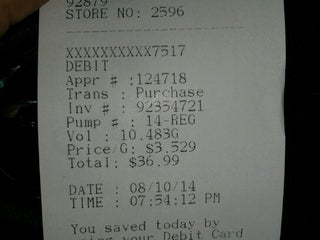 92879
STORE NO: 2596
XXXXXXXXXX7517
DEBIT
Appr # :124718
Trans : Purchase
Inv # : 92354721
Pump # : 14-REG
Vol : 10.483G
Price/G: $3.529
Total: $36.99
DATE : 08/10/14
TIME : 07:54:12 PM
You saved today by
your Debit Card